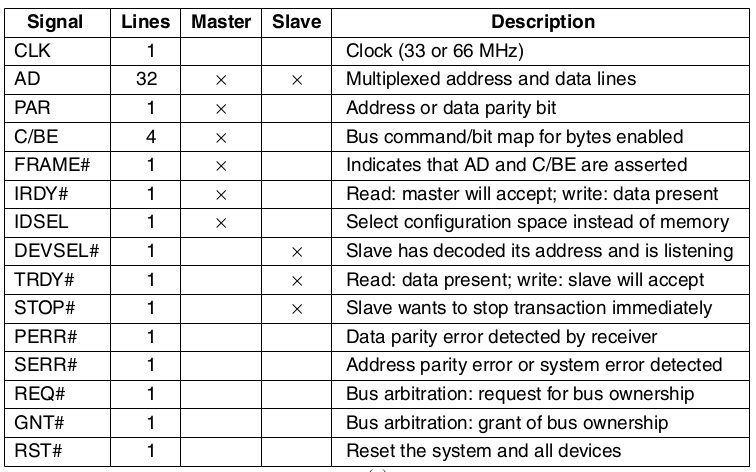 Signal Lines Master Slave Description
CLK 1 Clock (33 or 66 MHz)
AD 32 × × Multiplexed address and data lines
PAR 1 × Address or data parity bit
C/BE 4 × Bus command/bit map for bytes enabled
FRAME# 1 × Indicates that AD and C/BE are asserted
IRDY# 1 × Read: master will accept; write: data present
IDSEL 1 × Select configuration space instead of memory
DEVSEL# 1 × Slave has decoded its address and is listening
TRDY# 1 × Read: data present; write: slave will accept
STOP# 1 × Slave wants to stop transaction immediately
PERR# 1 Data parity error detected by receiver
SERR# 1 Address parity error or system error detected
REQ# 1 Bus arbitration: request for bus ownership
GNT# 1 Bus arbitration: grant of bus ownership
RST# 1 Reset the system and all devices